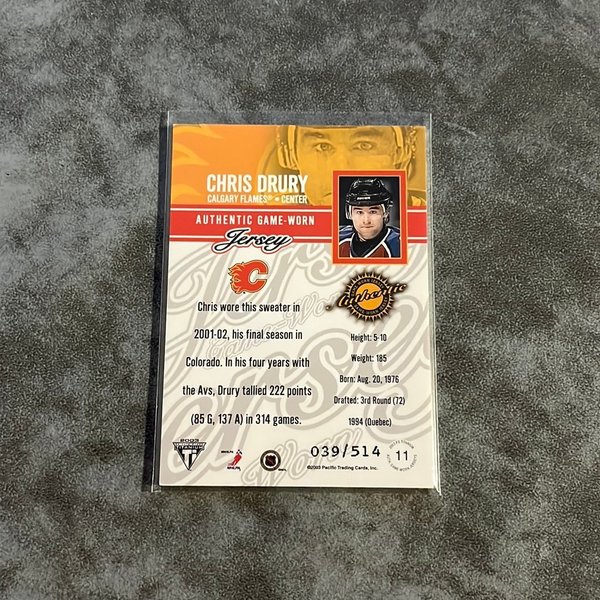 CHRIS DRURY
CALGARY FLAMES® • CENTER
AUTHENTIC GAME-WORN
Jersey
Authentic
Chris wore this sweater in
2001-02, his final season in
Colorado. In his four years with
the Avs, Drury tallied 222 points
(85 G, 137 A) in 314 games.
Height: 5-10
Weight: 185
Born: Aug. 20, 1976
Drafted: 3rd Round (72)
1994 (Quebec)
2003
TITANIUM
039/514
11
©2003 Pacific Trading Cards, Inc.